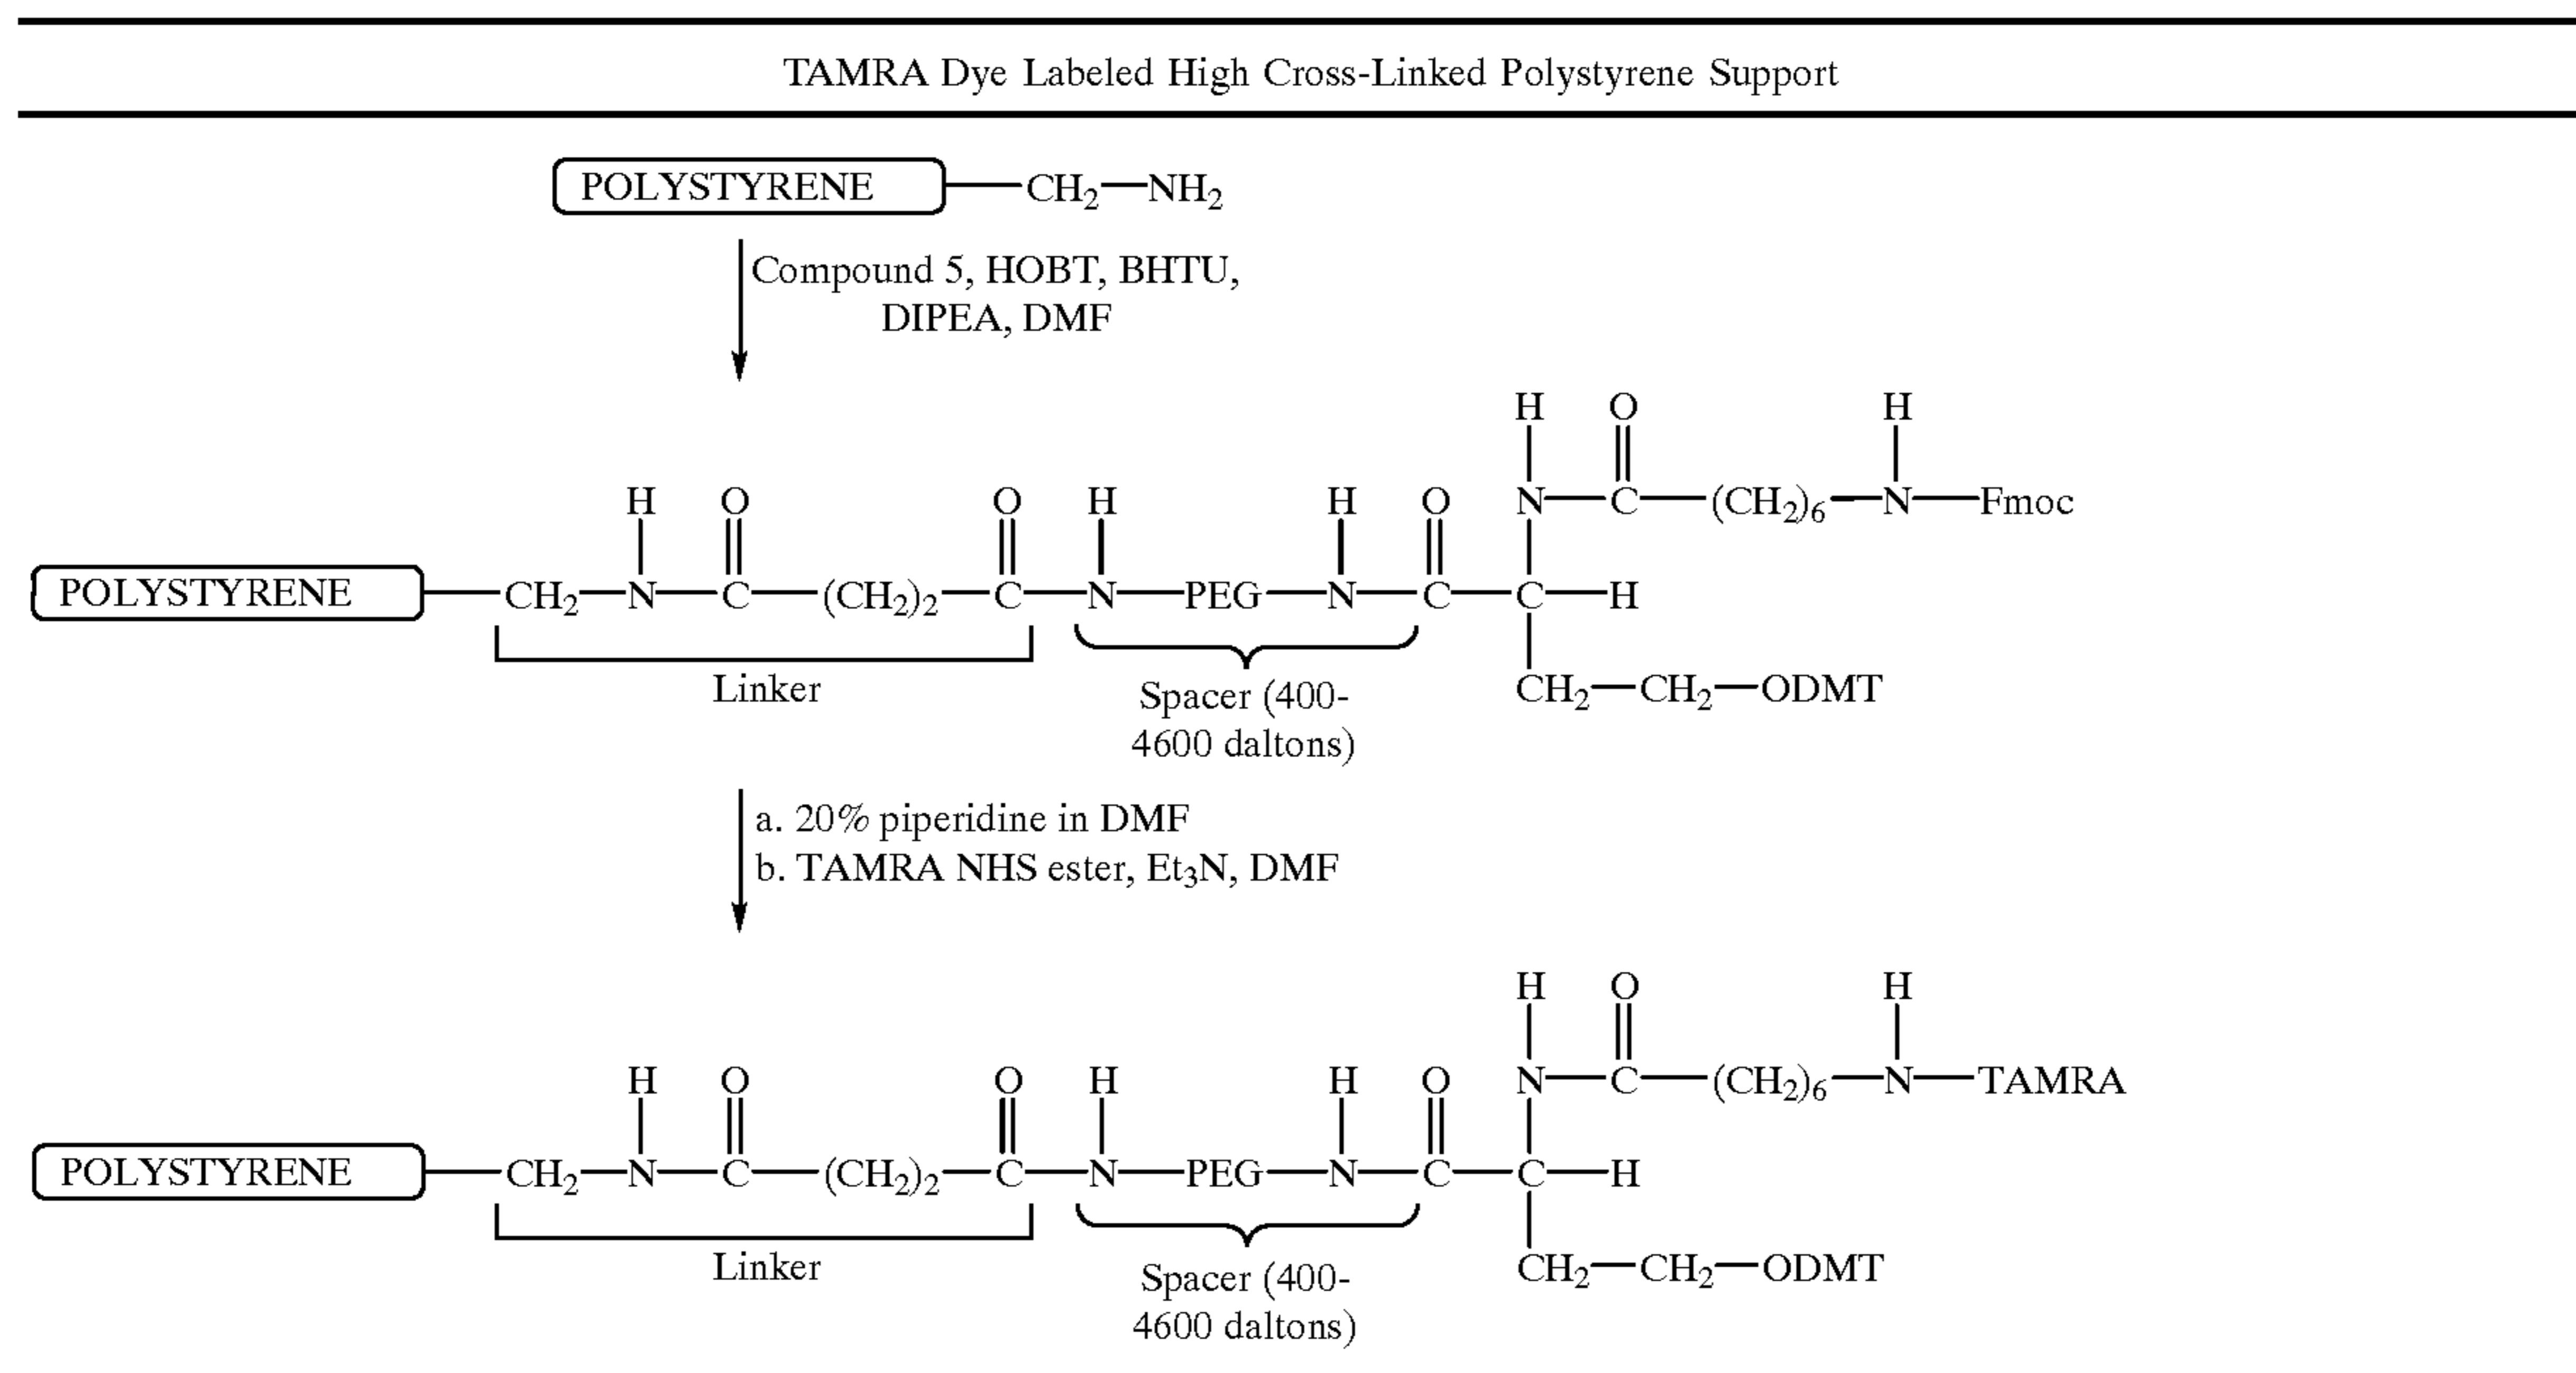 TAMRA Dye Labeled High Cross-Linked Polystyrene Support
POLYSTYRENE—CH₂—NH₂
Compound 5, HOBT, BHTU,
DIPEA, DMF
H O H
H O O H H O N—C—(CH₂)₆—N—Fmoc
POLYSTYRENE—CH₂—N—C—(CH₂)₂—C—N—PEG—N—C—C—H
Linker
Spacer (400-
4600 daltons)
CH₂—CH₂—ODMT
a. 20% piperidine in DMF
b. TAMRA NHS ester, Et₃N, DMF
H O H
H O O H H O N—C—(CH₂)₆—N—TAMRA
POLYSTYRENE—CH₂—N—C—(CH₂)₂—C—N—PEG—N—C—C—H
Linker
Spacer (400-
4600 daltons)
CH₂—CH₂—ODMT